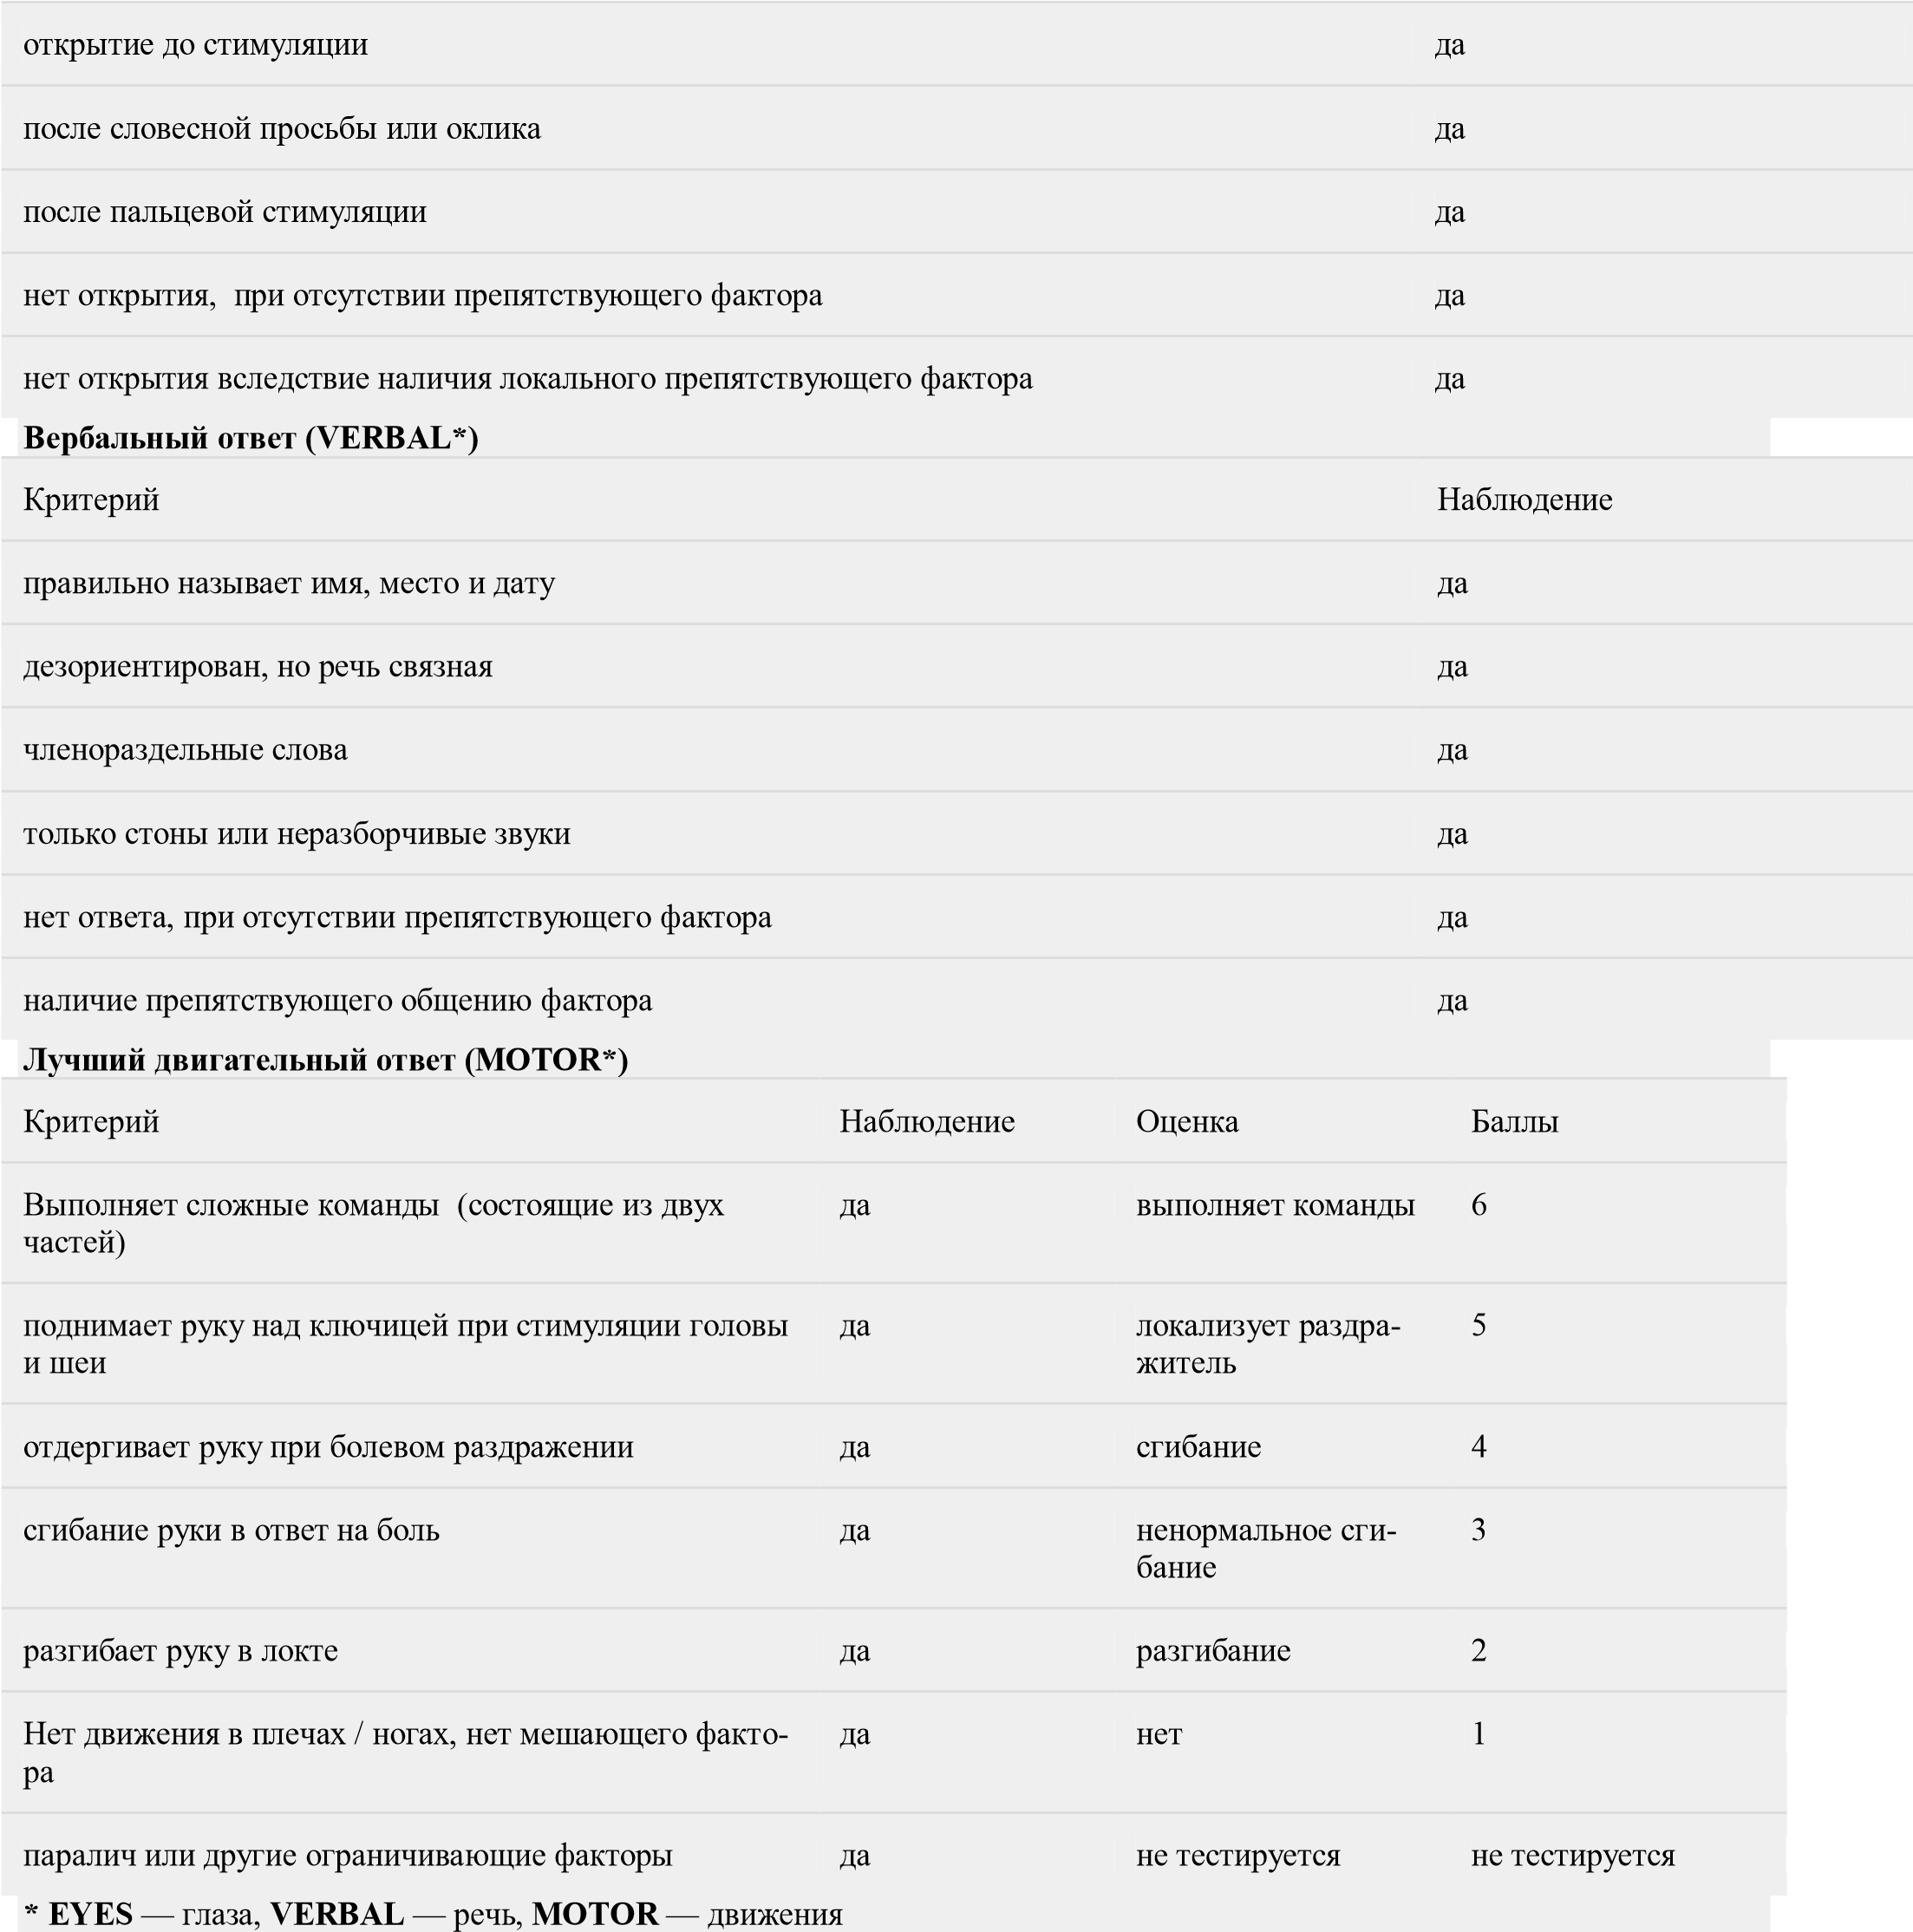 открытие до стимуляции да
после словесной просьбы или оклика да
после пальцевой стимуляции да
нет открытия,  при отсутствии препятствующего фактора да
нет открытия вследствие наличия локального препятствующего фактора да
Вербальный ответ (VERBAL*)
Критерий Наблюдение
правильно называет имя, место и дату да
дезориентирован, но речь связная да
членораздельные слова да
только стоны или неразборчивые звуки да
нет ответа, при отсутствии препятствующего фактора да
наличие препятствующего общению фактора да
Лучший двигательный ответ (MOTOR*)
Критерий Наблюдение Оценка Баллы
Выполняет сложные команды  (состоящие из двух да выполняет команды 6
частей)
поднимает руку над ключицей при стимуляции головы да локализует раздра- 5
и шеи житель
отдергивает руку при болевом раздражении да сгибание 4
сгибание руки в ответ на боль да ненормальное сги- 3
бание
разгибает руку в локте да разгибание 2
Нет движения в плечах / ногах, нет мешающего факто- да нет 1
ра
паралич или другие ограничивающие факторы да не тестируется не тестируется
* EYES — глаза, VERBAL — речь, MOTOR — движения